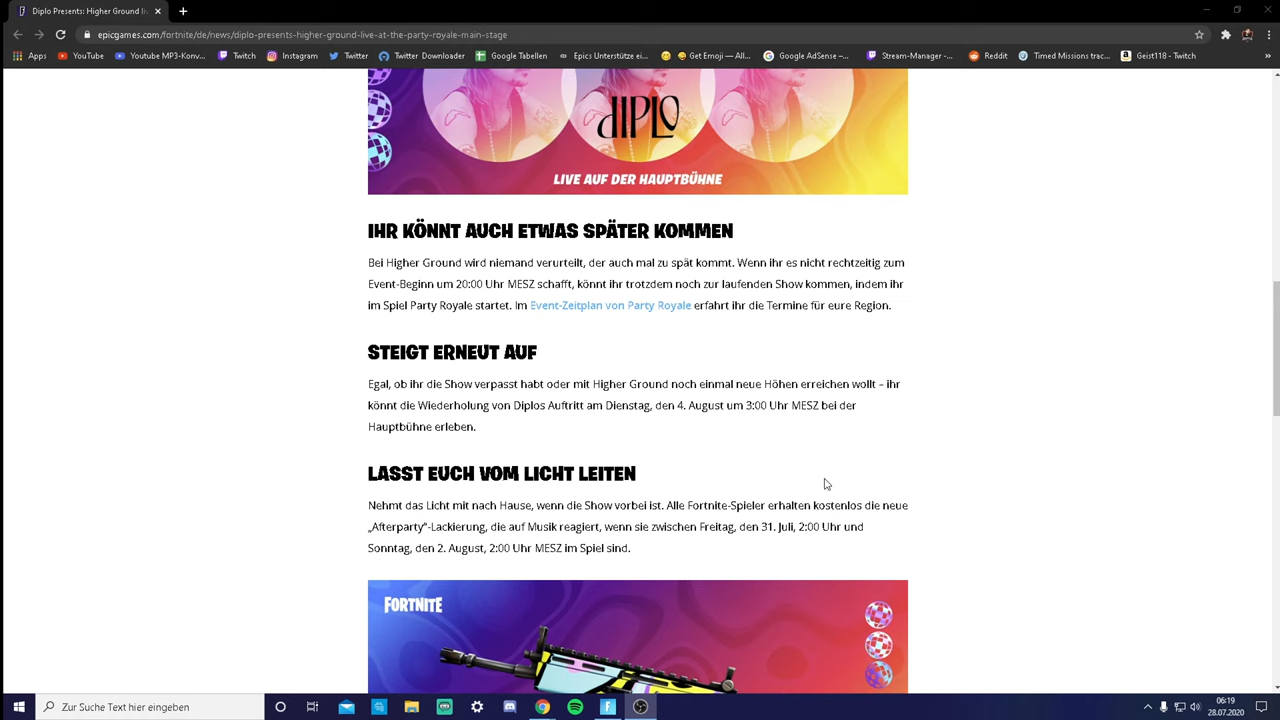 Diplo Presents: Higher Ground liv
epicgames.com/fortnite/de/news/diplo-presents-higher-ground-live-at-the-party-royale-main-stage
Apps YouTube Youtube MP3-Konv... Twitch Instagram Twitter Twitter Downloader Google Tabellen Epics Unterstütze ei... Get Emoji — All... Google AdSense –... Stream-Manager -... Reddit Timed Missions trac... Geist118 - Twitch »
DIPLO
LIVE AUF DER HAUPTBÜHNE
IHR KÖNNT AUCH ETWAS SPÄTER KOMMEN
Bei Higher Ground wird niemand verurteilt, der auch mal zu spät kommt. Wenn ihr es nicht rechtzeitig zum
Event-Beginn um 20:00 Uhr MESZ schafft, könnt ihr trotzdem noch zur laufenden Show kommen, indem ihr
im Spiel Party Royale startet. Im Event-Zeitplan von Party Royale erfahrt ihr die Termine für eure Region.
STEIGT ERNEUT AUF
Egal, ob ihr die Show verpasst habt oder mit Higher Ground noch einmal neue Höhen erreichen wollt – ihr
könnt die Wiederholung von Diplos Auftritt am Dienstag, den 4. August um 3:00 Uhr MESZ bei der
Hauptbühne erleben.
LASST EUCH VOM LICHT LEITEN
Nehmt das Licht mit nach Hause, wenn die Show vorbei ist. Alle Fortnite-Spieler erhalten kostenlos die neue
„Afterparty“-Lackierung, die auf Musik reagiert, wenn sie zwischen Freitag, den 31. Juli, 2:00 Uhr und
Sonntag, den 2. August, 2:00 Uhr MESZ im Spiel sind.
FORTNITE
Zur Suche Text hier eingeben
06:19
28.07.2020